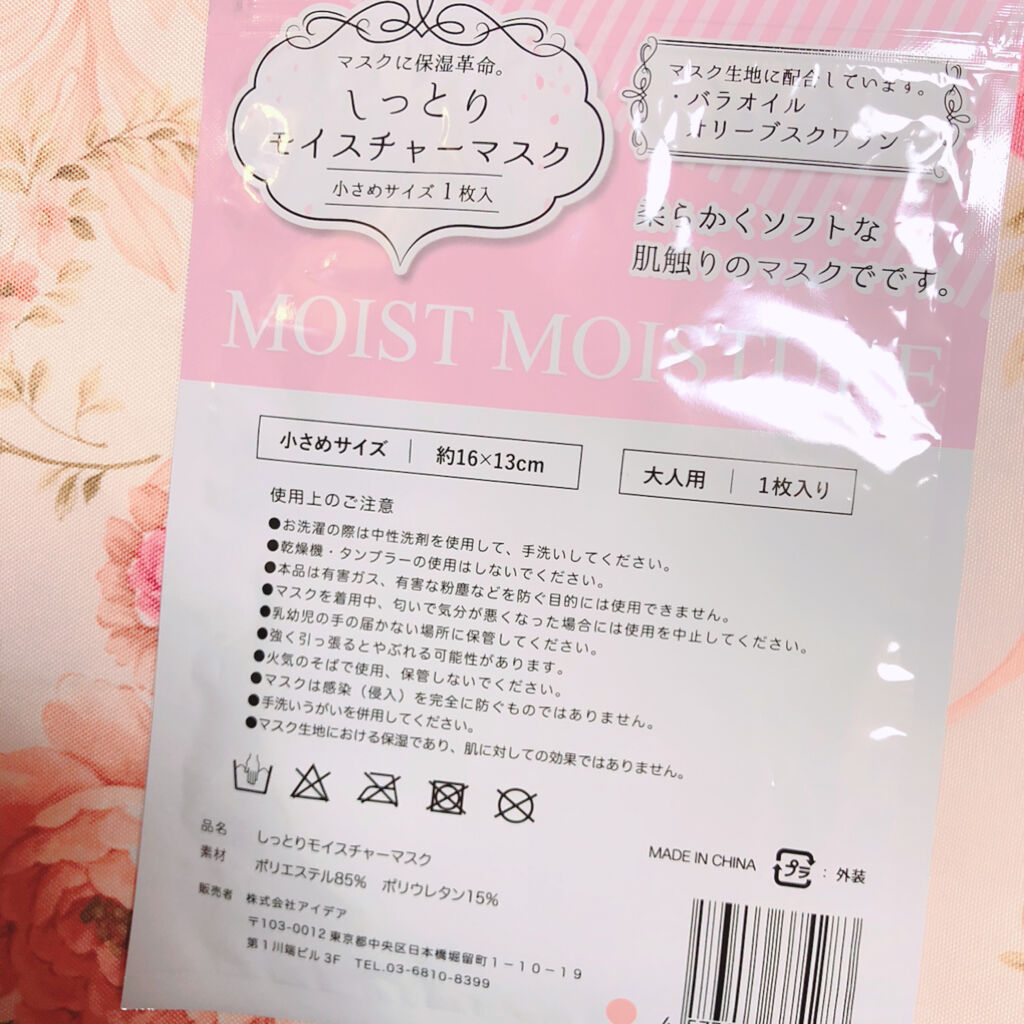 マスクに保湿革命。
しっとり
モイスチャーマスク
小さめサイズ 1枚入
マスク生地に配合しています。
・バラオイル
オリーブスクワラン
柔らかくソフトな
肌触りのマスクでです。
MOIST MOISTURE
小さめサイズ 約16×13cm
大人用 1枚入り
使用上のご注意
●お洗濯の際は中性洗剤を使用して、手洗いしてください。
●乾燥機・タンブラーの使用はしないでください。
●本品は有害ガス、有害な粉塵などを防ぐ目的には使用できません。
●マスクを着用中、匂いで気分が悪くなった場合には使用を中止してください。
●乳幼児の手の届かない場所に保管してください。
●強く引っ張るとやぶれる可能性があります。
●火気のそばで使用、保管しないでください。
●マスクは感染（侵入）を完全に防ぐものではありません。
●手洗いうがいを併用してください。
●マスク生地における保湿であり、肌に対しての効果ではありません。
品名 しっとりモイスチャーマスク
素材 ポリエステル85% ポリウレタン15%
販売者 株式会社アイデア
〒103-0012 東京都中央区日本橋堀留町1-10-19
第1川端ビル3F TEL.03-6810-8399
MADE IN CHINA プラ：外装